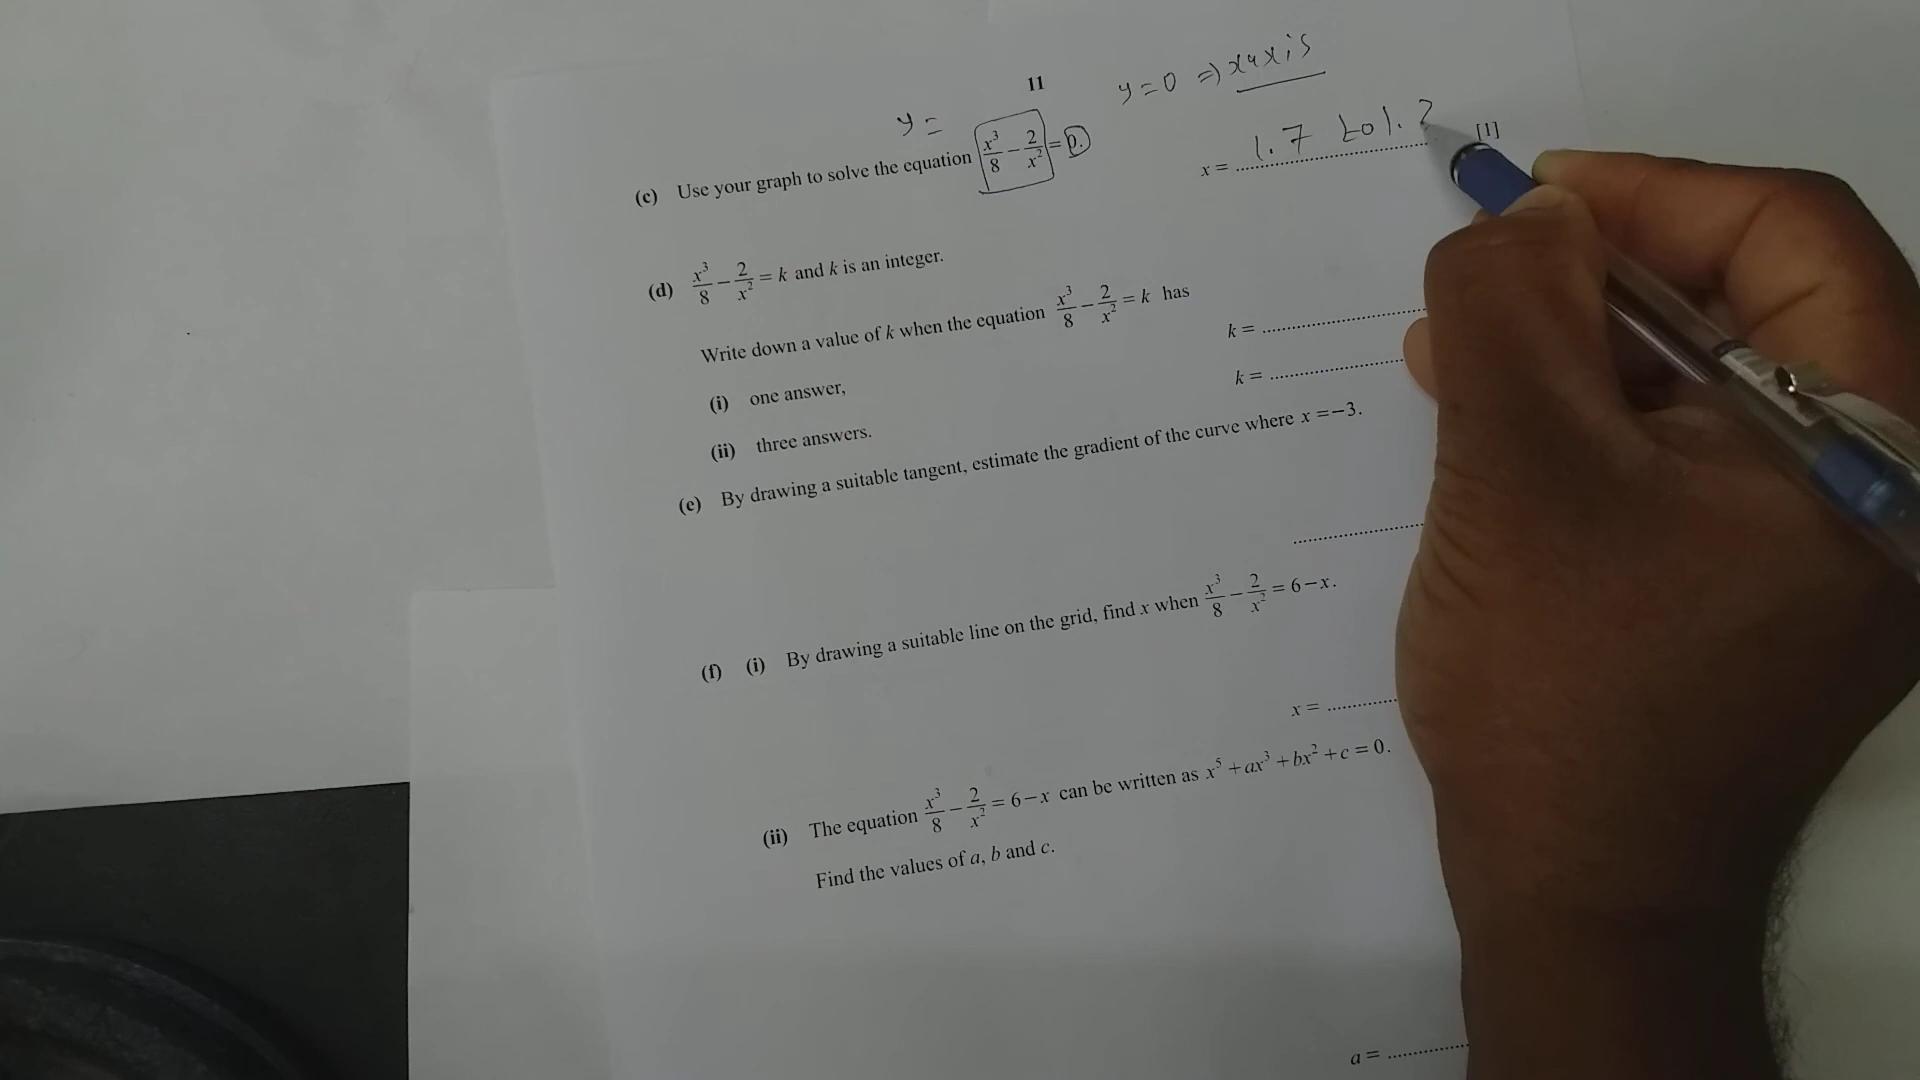 11
y = 0 ⇒ x axis
y =
(c) Use your graph to solve the equation x³/8 − 2/x² = 0.
x = 1.7 to 1. [1]
(d) x³/8 − 2/x² = k and k is an integer.
Write down a value of k when the equation x³/8 − 2/x² = k has
(i) one answer,
k = ........................
(ii) three answers.
k = ........................
(e) By drawing a suitable tangent, estimate the gradient of the curve where x = −3.
........................
(f) (i) By drawing a suitable line on the grid, find x when x³/8 − 2/x² = 6 − x.
x = ............
(ii) The equation x³/8 − 2/x² = 6 − x can be written as x⁵ + ax³ + bx² + c = 0.
Find the values of a, b and c.
a = ............